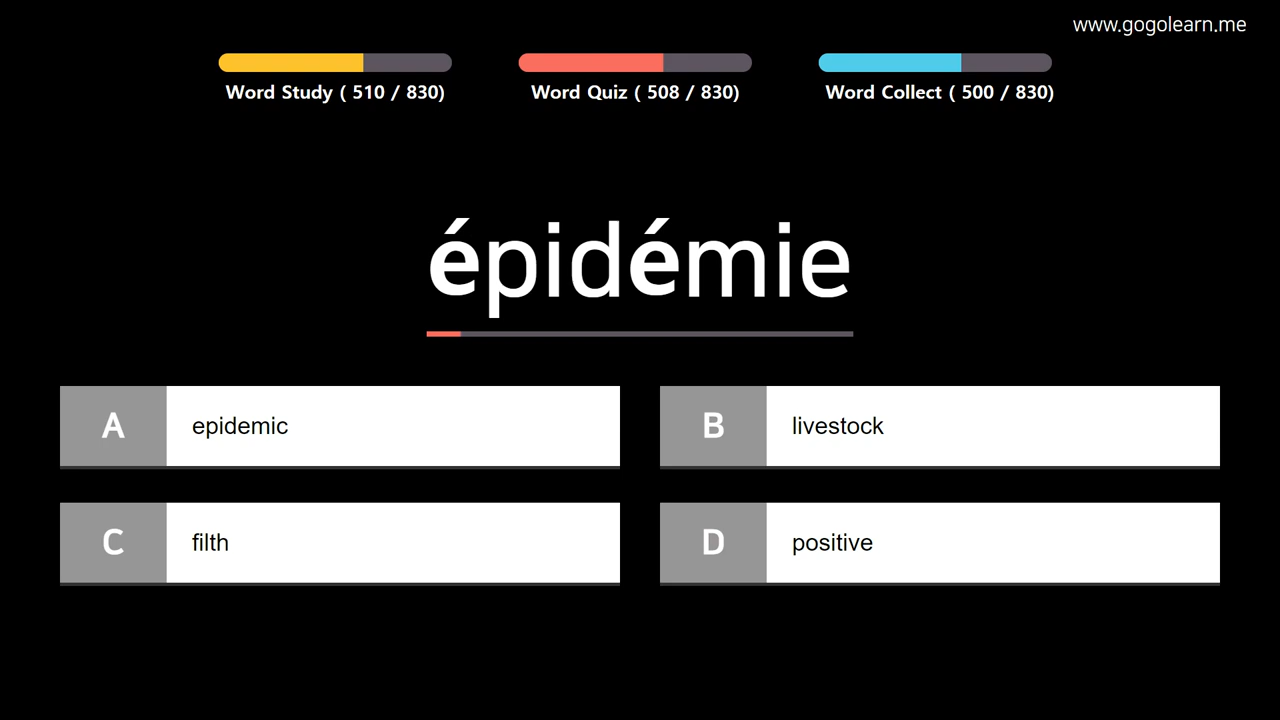 www.gogolearn.me
Word Study ( 510 / 830)
Word Quiz ( 508 / 830)
Word Collect ( 500 / 830)
épidémie
A epidemic
B livestock
C filth
D positive